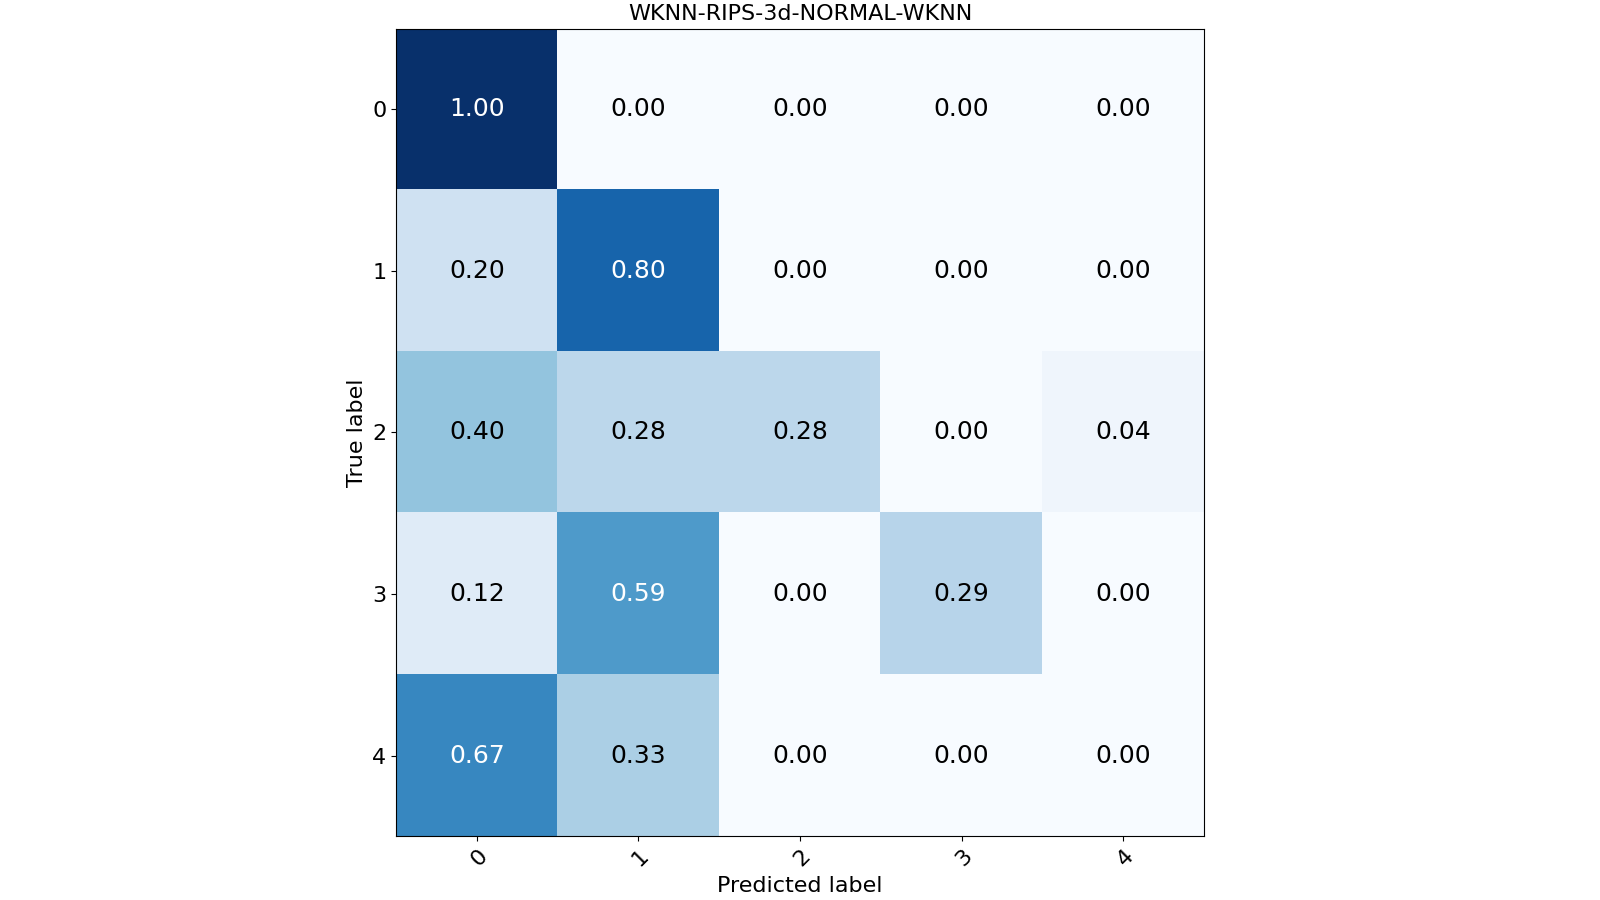 WKNN-RIPS-3d-NORMAL-WKNN
True label
0 1.00 0.00 0.00 0.00 0.00
1 0.20 0.80 0.00 0.00 0.00
2 0.40 0.28 0.28 0.00 0.04
3 0.12 0.59 0.00 0.29 0.00
4 0.67 0.33 0.00 0.00 0.00
0 1 2 3 4
Predicted label